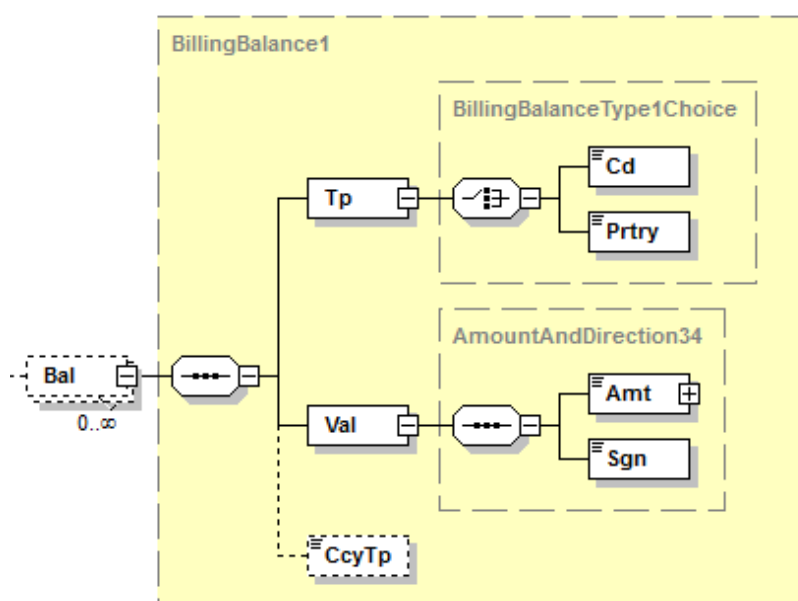 BillingBalance1
BillingBalanceType1Choice
Cd
Tp
Prtry
AmountAndDirection34
Bal
0..∞
Amt
Val
Sgn
CcyTp